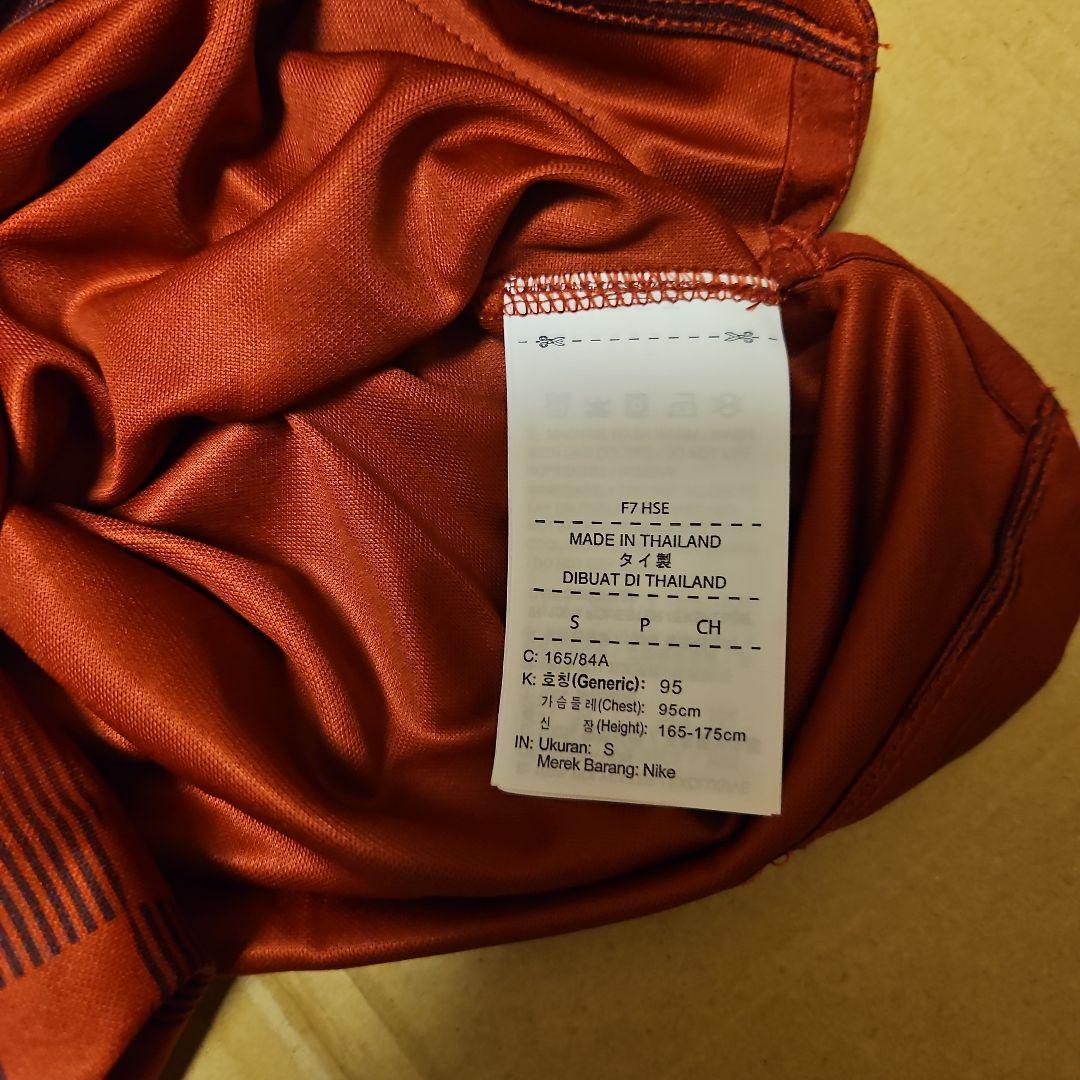 F7 HSE
MADE IN THAILAND
タイ製
DIBUAT DI THAILAND
S P CH
C: 165/84A
K: 호칭(Generic): 95
가슴둘레(Chest): 95cm
신 장(Height): 165-175cm
IN: Ukuran: S
Merek Barang: Nike